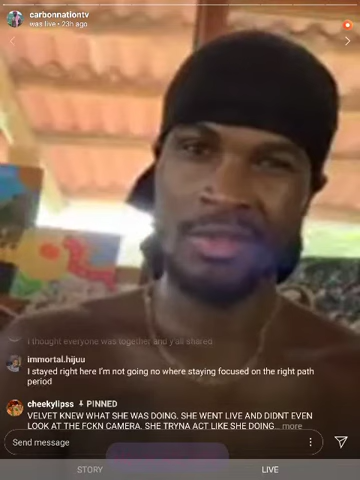 carbonnationtv
was live • 23h ago
I thought everyone was together and y'all shared
immortal.hijuu
I stayed right here I'm not going no where staying focused on the right path
period
cheekylipss PINNED
VELVET KNEW WHAT SHE WAS DOING. SHE WENT LIVE AND DIDNT EVEN
LOOK AT THE FCKN CAMERA. SHE TRYNA ACT LIKE SHE DOING... more
Send message
STORY LIVE